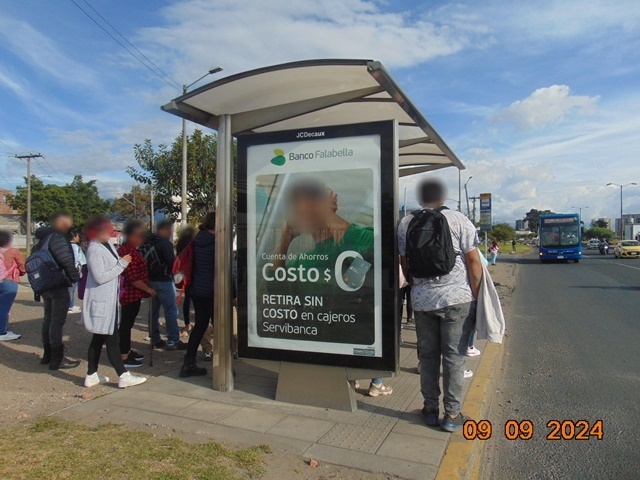 JCDecaux
Banco Falabella
Cuenta de Ahorros
Costo $0
RETIRA SIN
COSTO en cajeros
Servibanca
09 09 2024